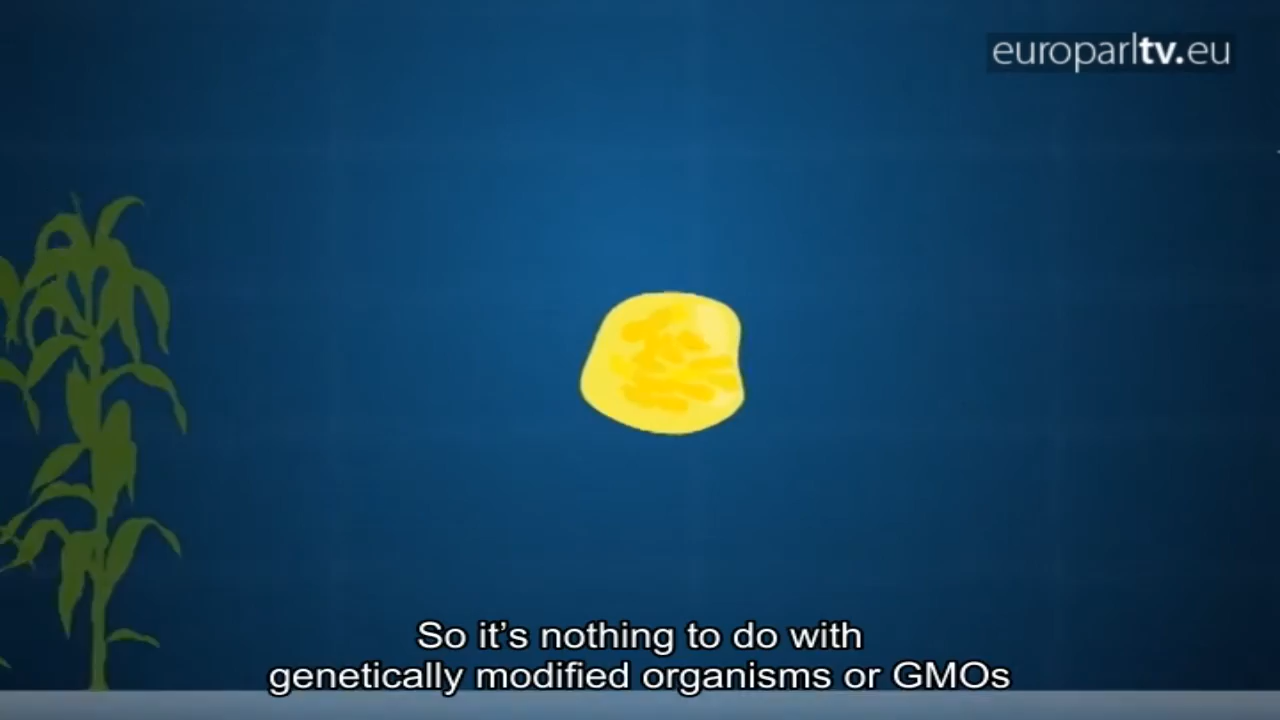 europarltv.eu
So it’s nothing to do with
genetically modified organisms or GMOs